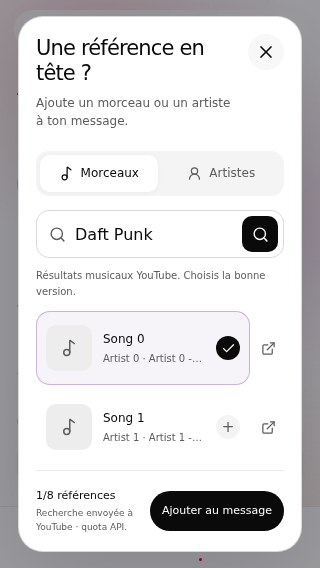 Une référence en
tête ?
Ajoute un morceau ou un artiste
à ton message.
Morceaux
Artistes
Daft Punk
Résultats musicaux YouTube. Choisis la bonne
version.
Song 0
Artist 0 · Artist 0 -...
Song 1
Artist 1 · Artist 1 -...
1/8 références
Recherche envoyée à
YouTube · quota API.
Ajouter au message